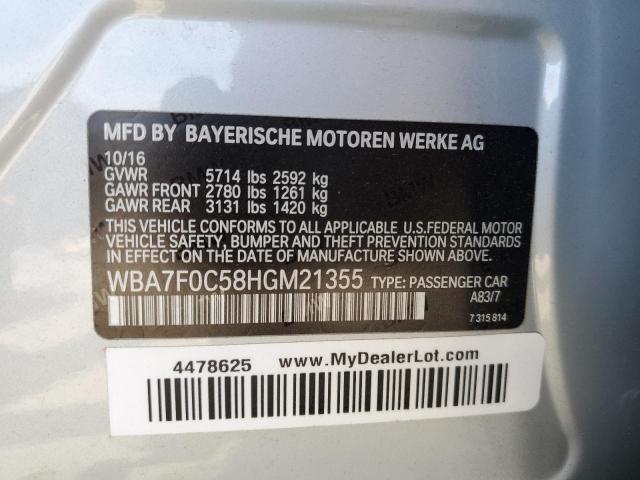 MFD BY BAYERISCHE MOTOREN WERKE AG
10/16
GVWR 5714 lbs 2592 kg
GAWR FRONT 2780 lbs 1261 kg
GAWR REAR 3131 lbs 1420 kg
THIS VEHICLE CONFORMS TO ALL APPLICABLE U.S.FEDERAL MOTOR
VEHICLE SAFETY, BUMPER AND THEFT PREVENTION STANDARDS
IN EFFECT ON THE DATE OF MANUFACTURE SHOWN ABOVE.
WBA7F0C58HGM21355 TYPE: PASSENGER CAR
A83/7
7 315 814
4478625 www.MyDealerLot.com